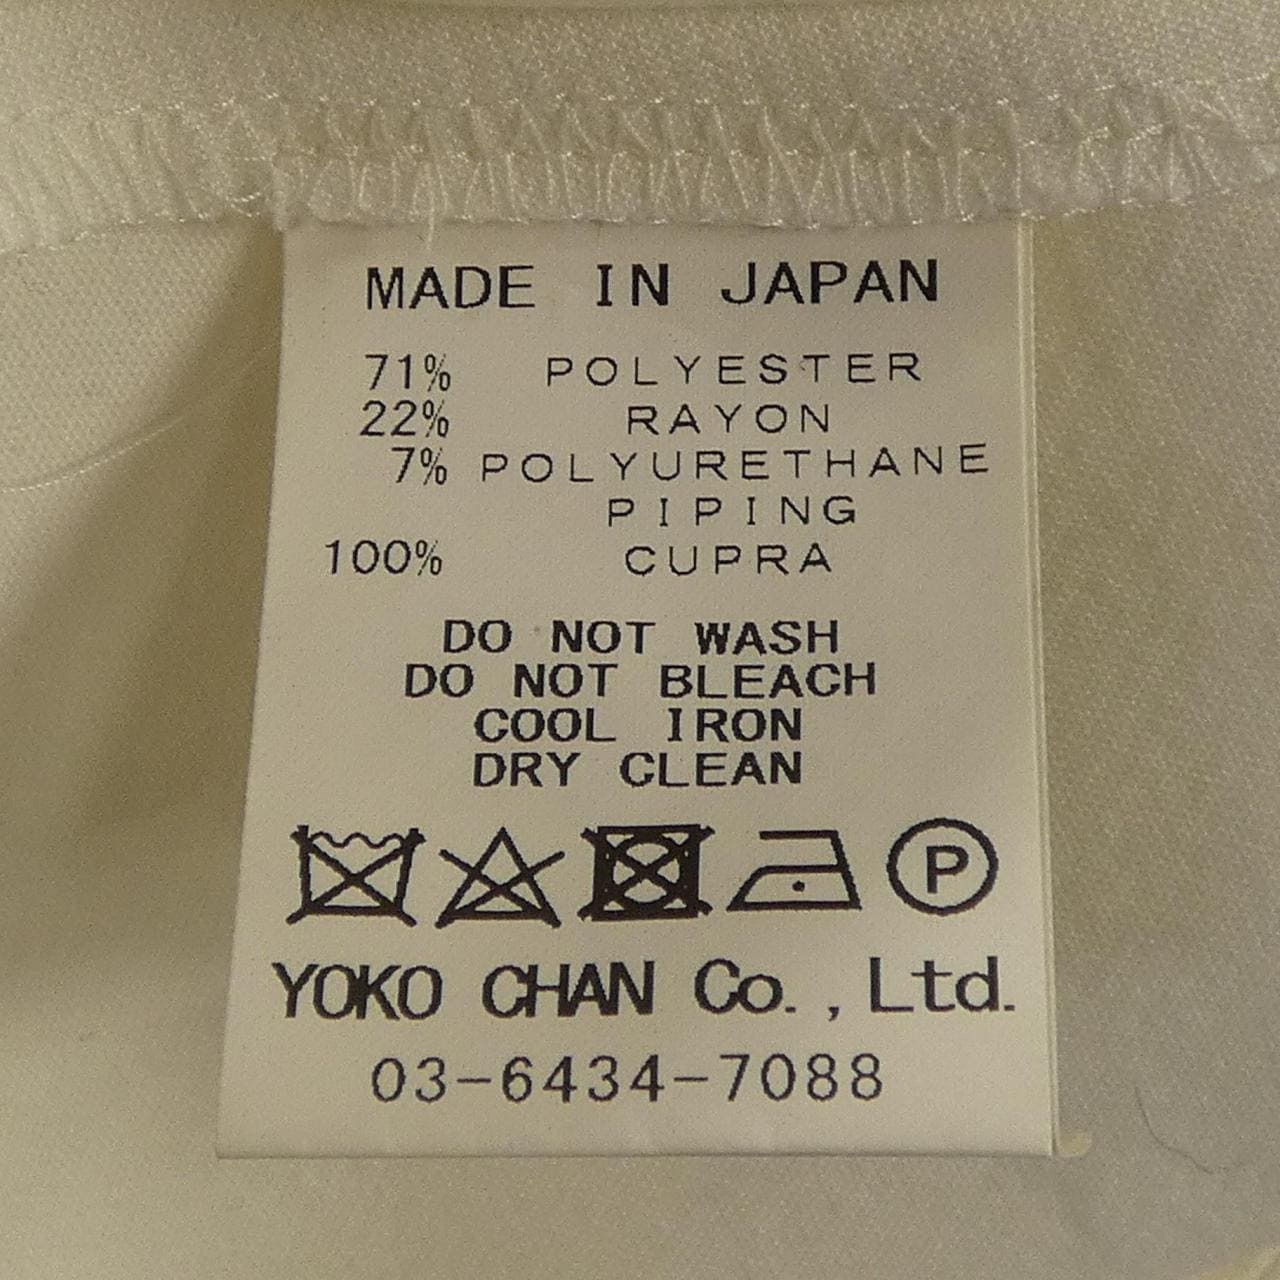 MADE IN JAPAN
71% POLYESTER
22% RAYON
7% POLYURETHANE
PIPING
100% CUPRA
DO NOT WASH
DO NOT BLEACH
COOL IRON
DRY CLEAN
P
YOKO CHAN Co., Ltd.
03-6434-7088